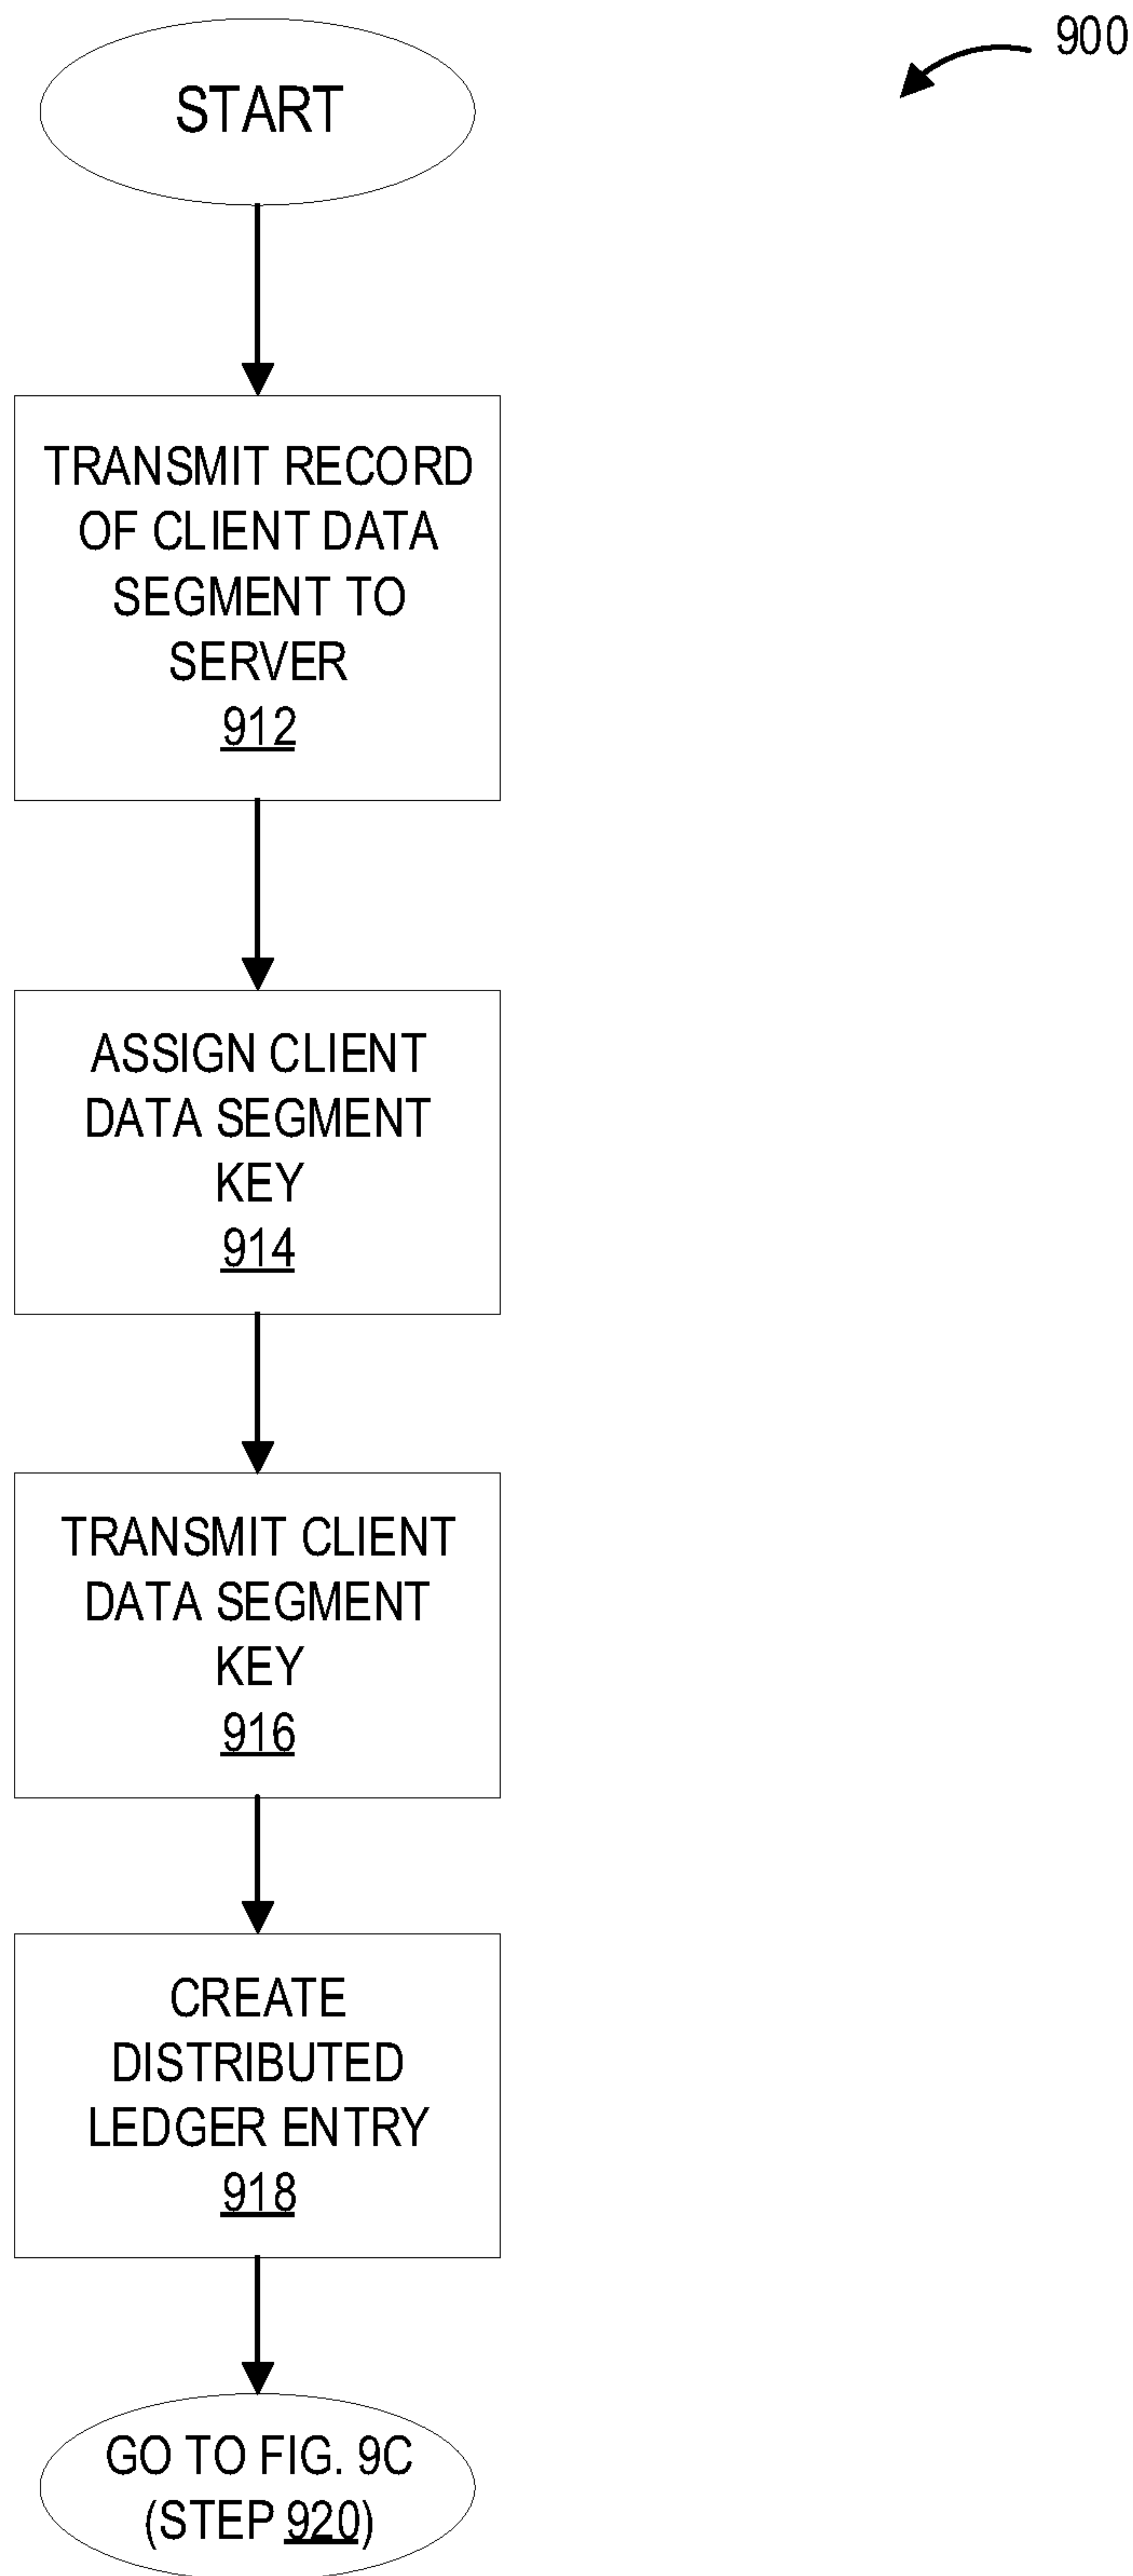 900
START
TRANSMIT RECORD
OF CLIENT DATA
SEGMENT TO
SERVER
912
ASSIGN CLIENT
DATA SEGMENT
KEY
914
TRANSMIT CLIENT
DATA SEGMENT
KEY
916
CREATE
DISTRIBUTED
LEDGER ENTRY
918
GO TO FIG. 9C
(STEP 920)